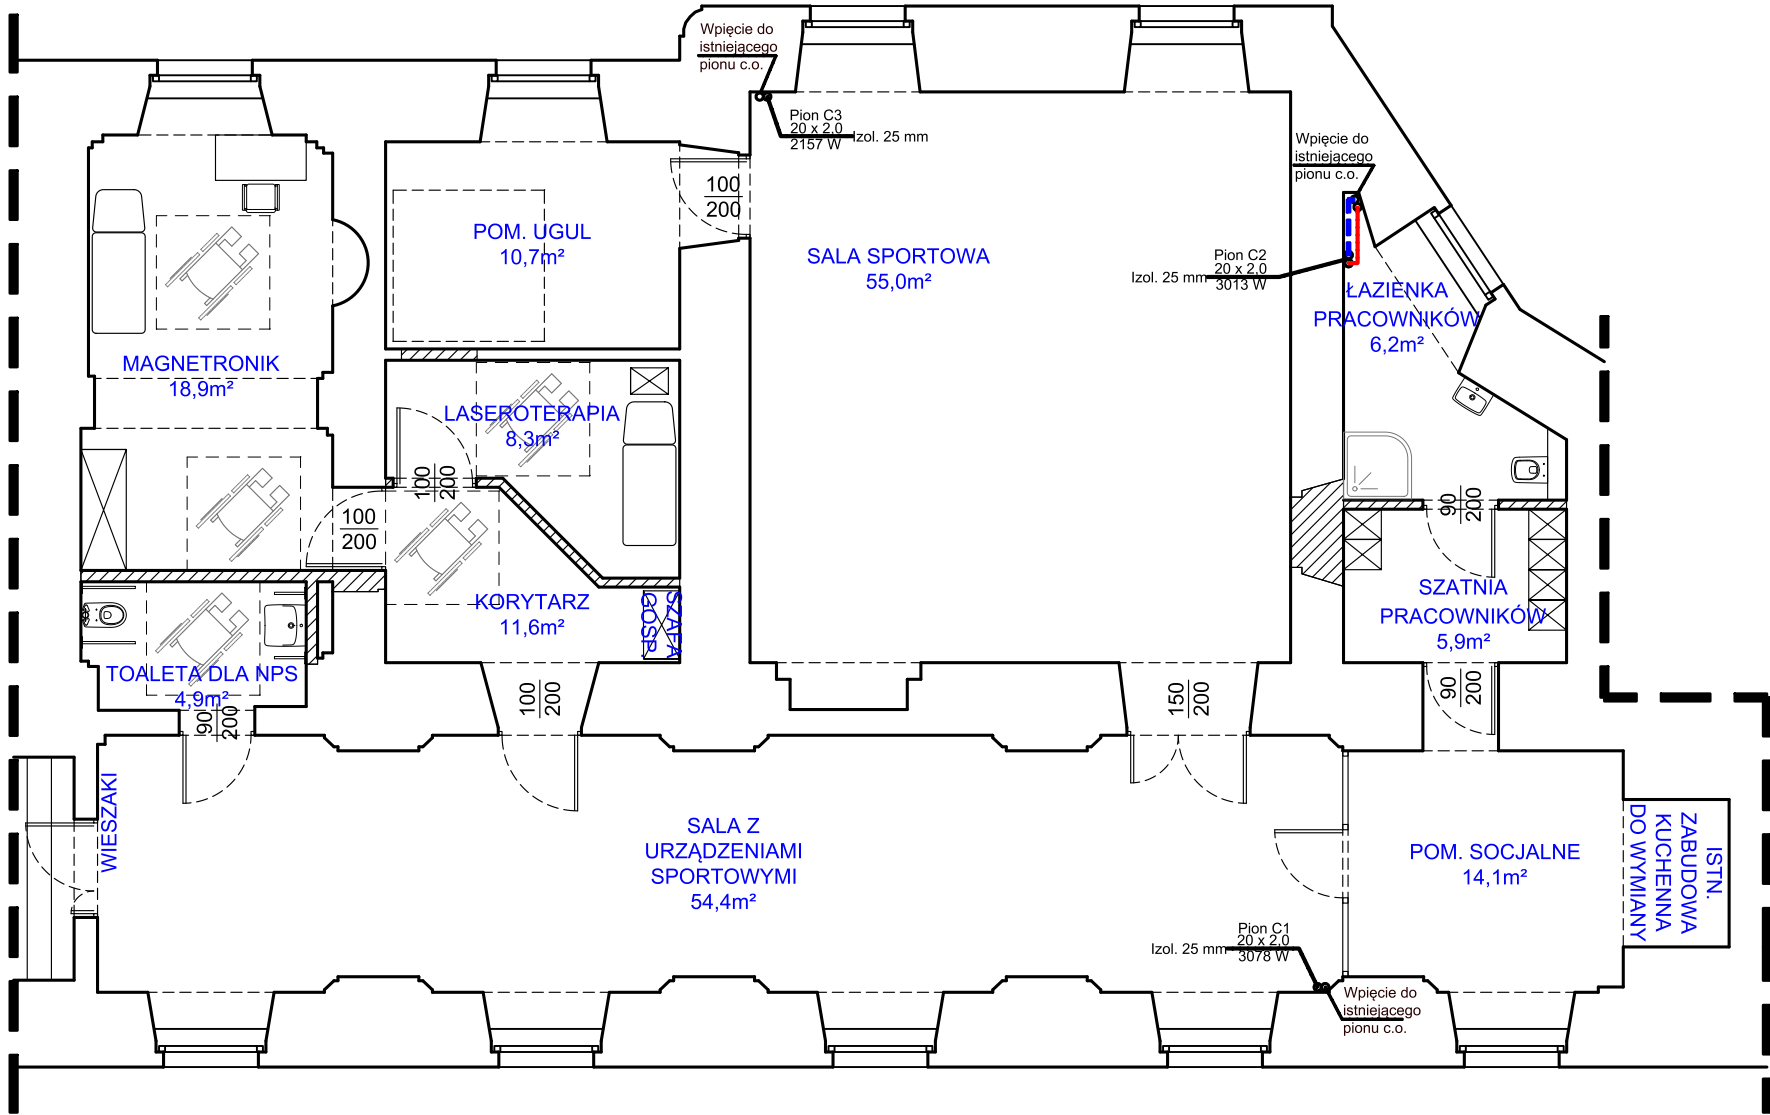 Wpięcie do
istniejącego
pionu c.o.
Pion C3
20 x 2,0
2157 W
Izol. 25 mm
Wpięcie do
istniejącego
pionu c.o.
100
200
POM. UGUL
10,7m²
SALA SPORTOWA
55,0m²
Pion C2
20 x 2,0
3013 W
Izol. 25 mm
ŁAZIENKA
PRACOWNIKÓW
6,2m²
MAGNETRONIK
18,9m²
LASEROTERAPIA
8,3m²
100
200
100
200
90
200
KORYTARZ
11,6m²
SZAFA
GOSP.
SZATNIA
PRACOWNIKÓW
5,9m²
TOALETA DLA NPS
4,9m²
90
200
100
200
150
200
90
200
WIESZAKI
SALA Z
URZĄDZENIAMI
SPORTOWYMI
54,4m²
POM. SOCJALNE
14,1m²
ISTN.
ZABUDOWA
KUCHENNA
DO WYMIANY
Pion C1
20 x 2,0
3078 W
Izol. 25 mm
Wpięcie do
istniejącego
pionu c.o.